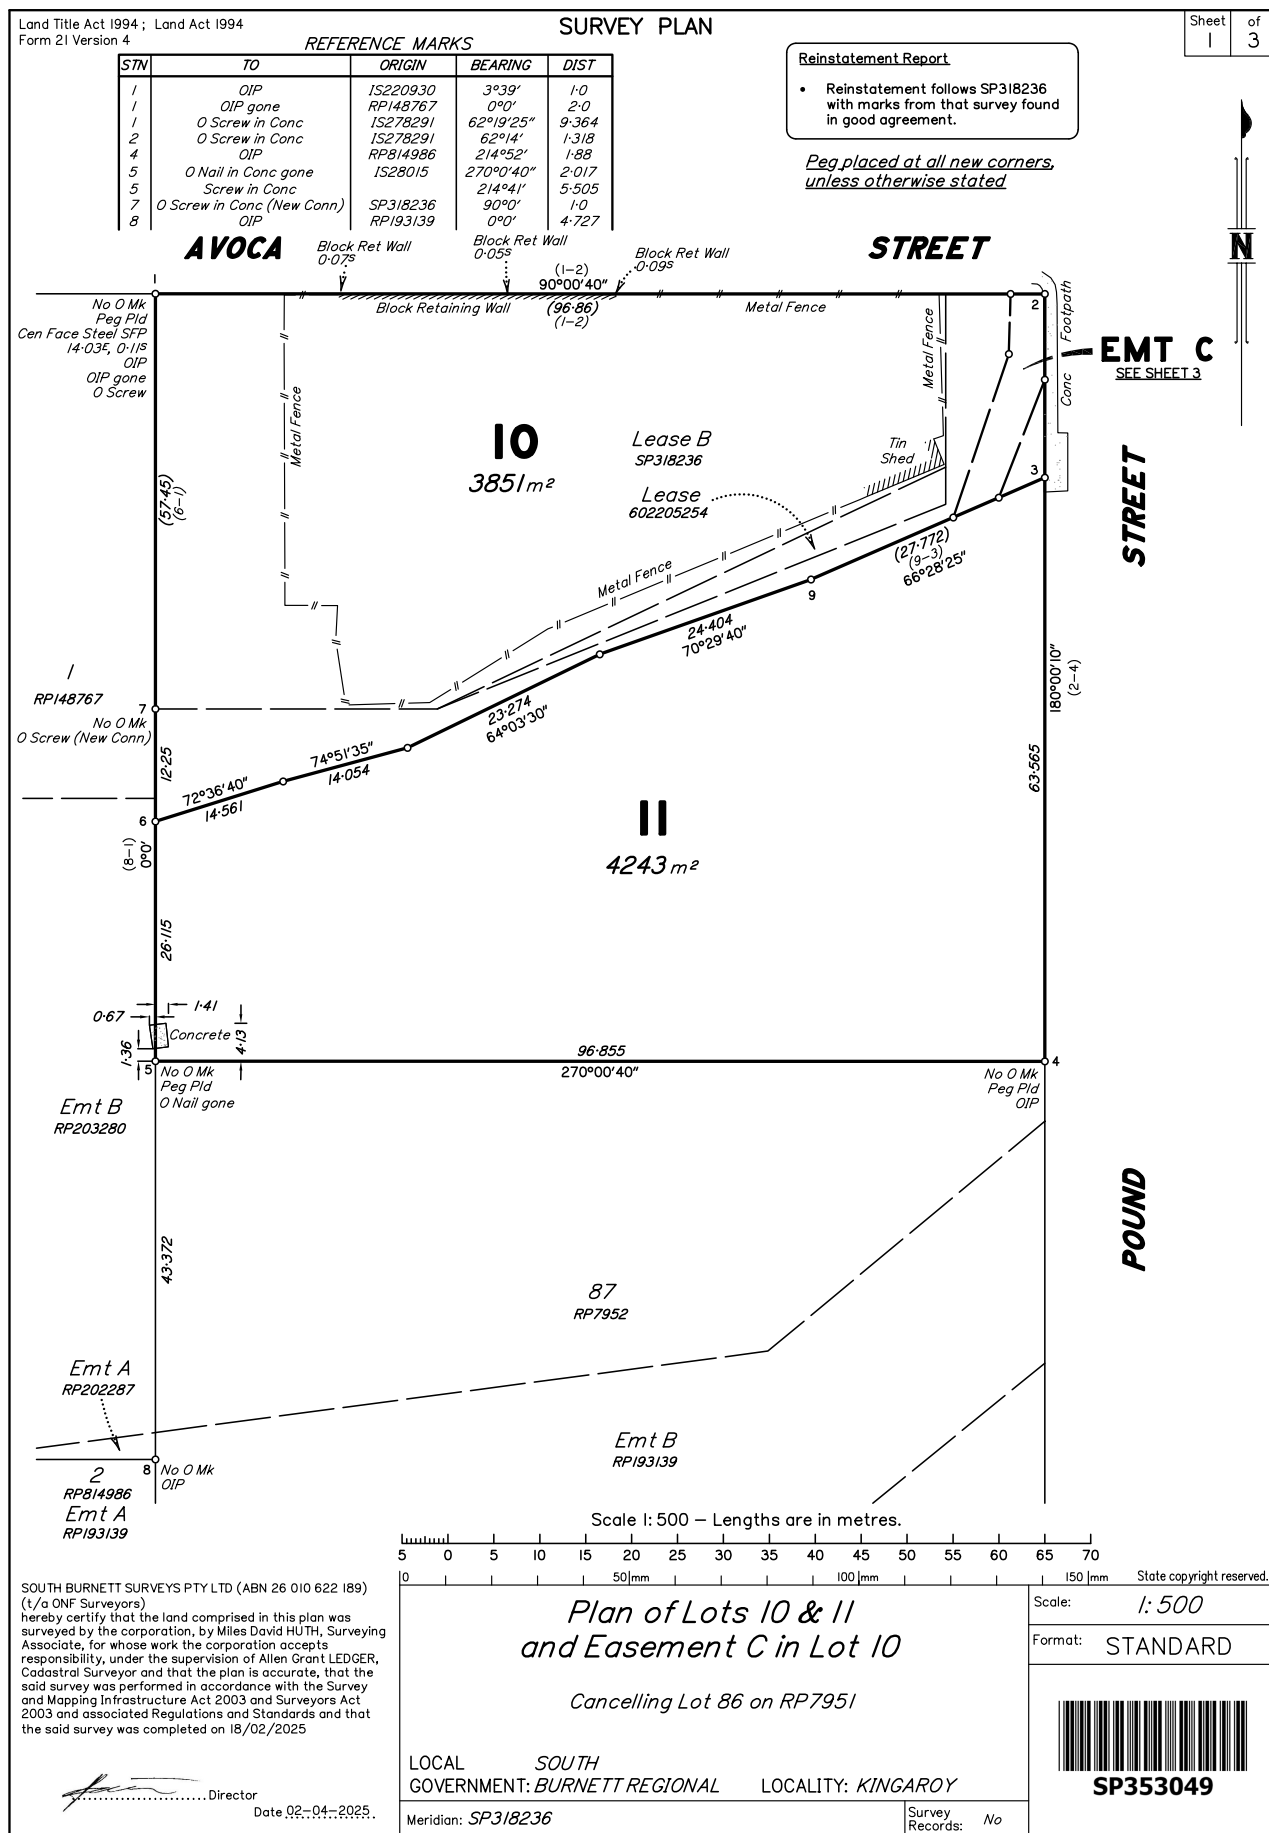 Land Title Act 1994 ; Land Act 1994
Form 21 Version 4
SURVEY PLAN
Sheet 1 of 3
REFERENCE MARKS
STN TO ORIGIN BEARING DIST
1 OIP IS220930 3°39' 1·0
1 OIP gone RP148767 0°0' 2·0
1 O Screw in Conc IS278291 62°19'25" 9·364
2 O Screw in Conc IS278291 62°14' 1·318
4 OIP RP814986 214°52' 1·88
5 O Nail in Conc gone IS28015 270°0'40" 2·017
5 Screw in Conc 214°41' 5·505
7 O Screw in Conc (New Conn) SP318236 90°0' 1·0
8 OIP RP193139 0°0' 4·727
Reinstatement Report
• Reinstatement follows SP318236
with marks from that survey found
in good agreement.
Peg placed at all new corners,
unless otherwise stated
AVOCA
STREET
Block Ret Wall
0·07ˢ
Block Ret Wall
0·05ˢ
Block Ret Wall
0·09ˢ
(1–2)
90°00'40"
(96·86)
(1–2)
Block Retaining Wall
Metal Fence
1
2
No O Mk
Peg Pld
Cen Face Steel SFP
14·03ᴱ, 0·11ˢ
OIP
OIP gone
O Screw
Metal Fence
Metal Fence
Conc Footpath
N
EMT C
SEE SHEET 3
10
3851 m²
Lease B
SP318236
Tin
Shed
Lease
602205254
3
STREET
(57·45)
(6–1)
Metal Fence
(27·772)
(9–3)
66°28'25"
9
24·404
70°29'40"
23·274
64°03'30"
74°51'35"
14·054
72°36'40"
14·561
180°00'10"
(2–4)
63·565
1
RP148767
7
No O Mk
O Screw (New Conn)
12·25
6
(8–1)
0°0'
26·115
11
4243 m²
1·41
0·67
Concrete
4·13
1·36
96·855
270°00'40"
5
No O Mk
Peg Pld
O Nail gone
4
No O Mk
Peg Pld
OIP
Emt B
RP203280
POUND
43·372
87
RP7952
Emt A
RP202287
Emt B
RP193139
8
No O Mk
OIP
2
RP814986
Emt A
RP193139
Scale 1: 500 – Lengths are in metres.
5 0 5 10 15 20 25 30 35 40 45 50 55 60 65 70
0 50 mm 100 mm 150 mm
State copyright reserved.
SOUTH BURNETT SURVEYS PTY LTD (ABN 26 010 622 189)
(t/a ONF Surveyors)
hereby certify that the land comprised in this plan was
surveyed by the corporation, by Miles David HUTH, Surveying
Associate, for whose work the corporation accepts
responsibility, under the supervision of Allen Grant LEDGER,
Cadastral Surveyor and that the plan is accurate, that the
said survey was performed in accordance with the Survey
and Mapping Infrastructure Act 2003 and Surveyors Act
2003 and associated Regulations and Standards and that
the said survey was completed on 18/02/2025
Director
Date 02–04–2025
Plan of Lots 10 & 11
and Easement C in Lot 10
Cancelling Lot 86 on RP7951
LOCAL
GOVERNMENT: SOUTH
BURNETT REGIONAL
LOCALITY: KINGAROY
Meridian: SP318236
Survey
Records: No
Scale: 1: 500
Format: STANDARD
SP353049